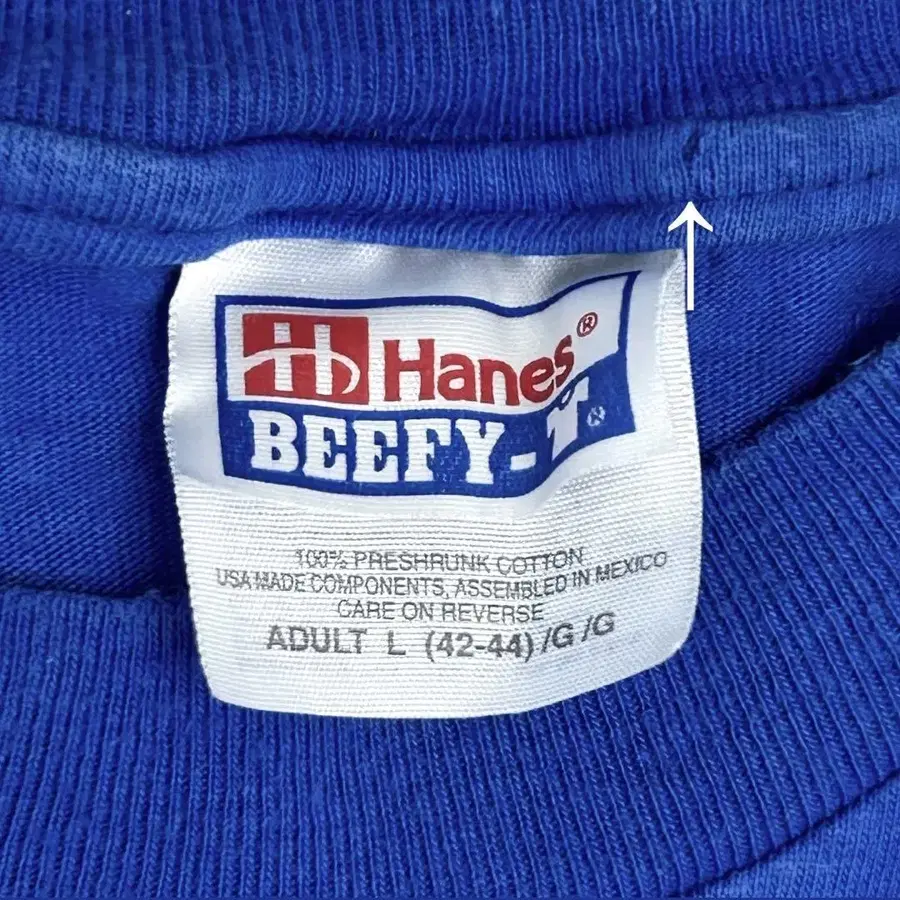 Hanes®
BEEFY-T®
100% PRESHRUNK COTTON
USA MADE COMPONENTS, ASSEMBLED IN MEXICO
CARE ON REVERSE
ADULT L (42-44) /G /G